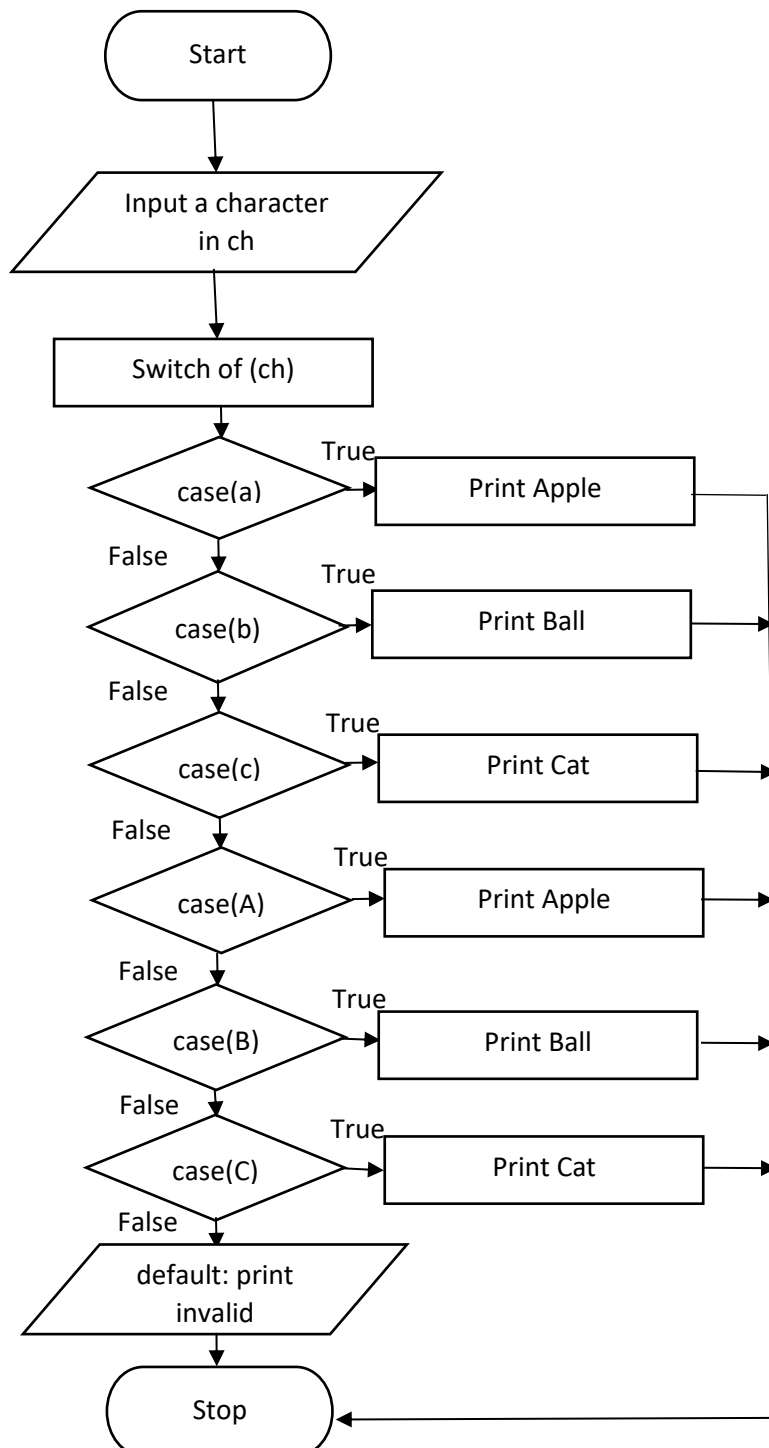 Start
Input a character
in ch
Switch of (ch)
True
case(a)
Print Apple
False
True
case(b)
Print Ball
False
True
case(c)
Print Cat
False
True
case(A)
Print Apple
False
True
case(B)
Print Ball
False
True
case(C)
Print Cat
False
default: print
invalid
Stop